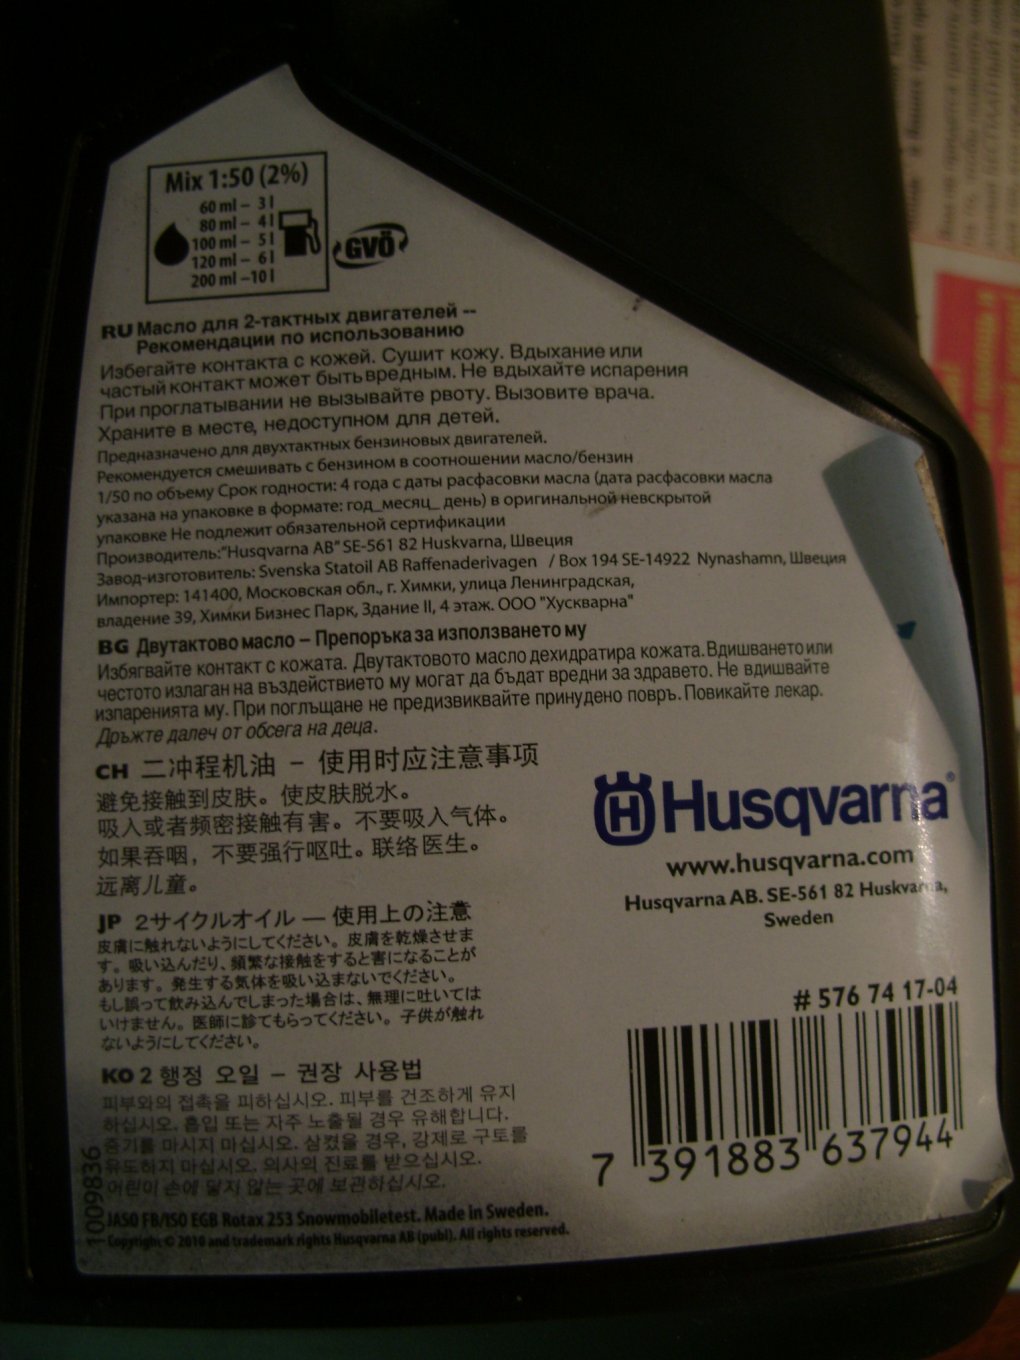 Mix 1:50 (2%)
60 ml – 3 l
80 ml – 4 l
100 ml – 5 l
120 ml – 6 l
200 ml –10 l
GVÖ
RU Масло для 2-тактных двигателей --
Рекомендации по использованию
Избегайте контакта с кожей. Сушит кожу. Вдыхание или
частый контакт может быть вредным. Не вдыхайте испарения
При проглатывании не вызывайте рвоту. Вызовите врача.
Храните в месте, недоступном для детей.
Предназначено для двухтактных бензиновых двигателей.
Рекомендуется смешивать с бензином в соотношении масло/бензин
1/50 по объему Срок годности: 4 года с даты расфасовки масла (дата расфасовки масла
указана на упаковке в формате: год_месяц_ день) в оригинальной невскрытой
упаковке Не подлежит обязательной сертификации
Производитель:"Husqvarna AB" SE-561 82 Huskvarna, Швеция
Завод-изготовитель: Svenska Statoil AB Raffenaderivagen / Box 194 SE-14922 Nynashamn, Швеция
Импортер: 141400, Московская обл., г. Химки, улица Ленинградская,
владение 39, Химки Бизнес Парк, Здание II, 4 этаж. ООО "Хускварна"
BG Двутактово масло – Препоръка за използването му
Избягвайте контакт с кожата. Двутактовото масло дехидратира кожата. Вдишването или
честото излаган на въздействието му могат да бъдат вредни за здравето. Не вдишвайте
изпаренията му. При поглъщане не предизвиквайте принудено повръ. Повикайте лекар.
Дръжте далеч от обсега на деца.
CH 二冲程机油 – 使用时应注意事项
避免接触到皮肤。使皮肤脱水。
吸入或者频密接触有害。不要吸入气体。
如果吞咽，不要强行呕吐。联络医生。
远离儿童。
JP 2サイクルオイル — 使用上の注意
皮膚に触れないようにしてください。皮膚を乾燥させま
す。吸い込んだり、頻繁な接触をすると害になることが
あります。発生する気体を吸い込まないでください。
もし誤って飲み込んでしまった場合は、無理に吐いては
いけません。医師に診てもらってください。子供が触れ
ないようにしてください。
KO 2 행정 오일 – 권장 사용법
피부와의 접촉을 피하십시오. 피부를 건조하게 유지
하십시오. 흡입 또는 자주 노출될 경우 유해합니다.
증기를 마시지 마십시오. 삼켰을 경우, 강제로 구토를
유도하지 마십시오. 의사의 진료를 받으십시오.
어린이 손에 닿지 않는 곳에 보관하십시오.
JASO FB/ISO EGB Rotax 253 Snowmobiletest. Made in Sweden.
Copyright © 2010 and trademark rights Husqvarna AB (publ). All rights reserved.
1009836
Husqvarna®
www.husqvarna.com
Husqvarna AB. SE-561 82 Huskvarna,
Sweden
# 576 74 17-04
7 391883 637944